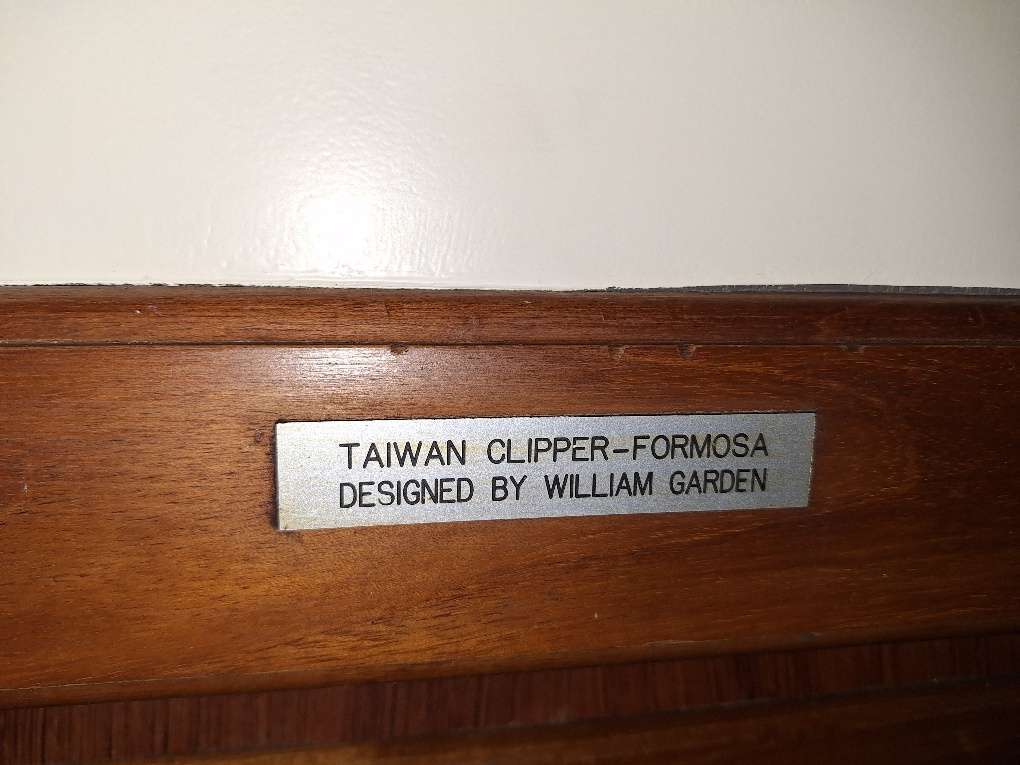 TAIWAN CLIPPER-FORMOSA
DESIGNED BY WILLIAM GARDEN